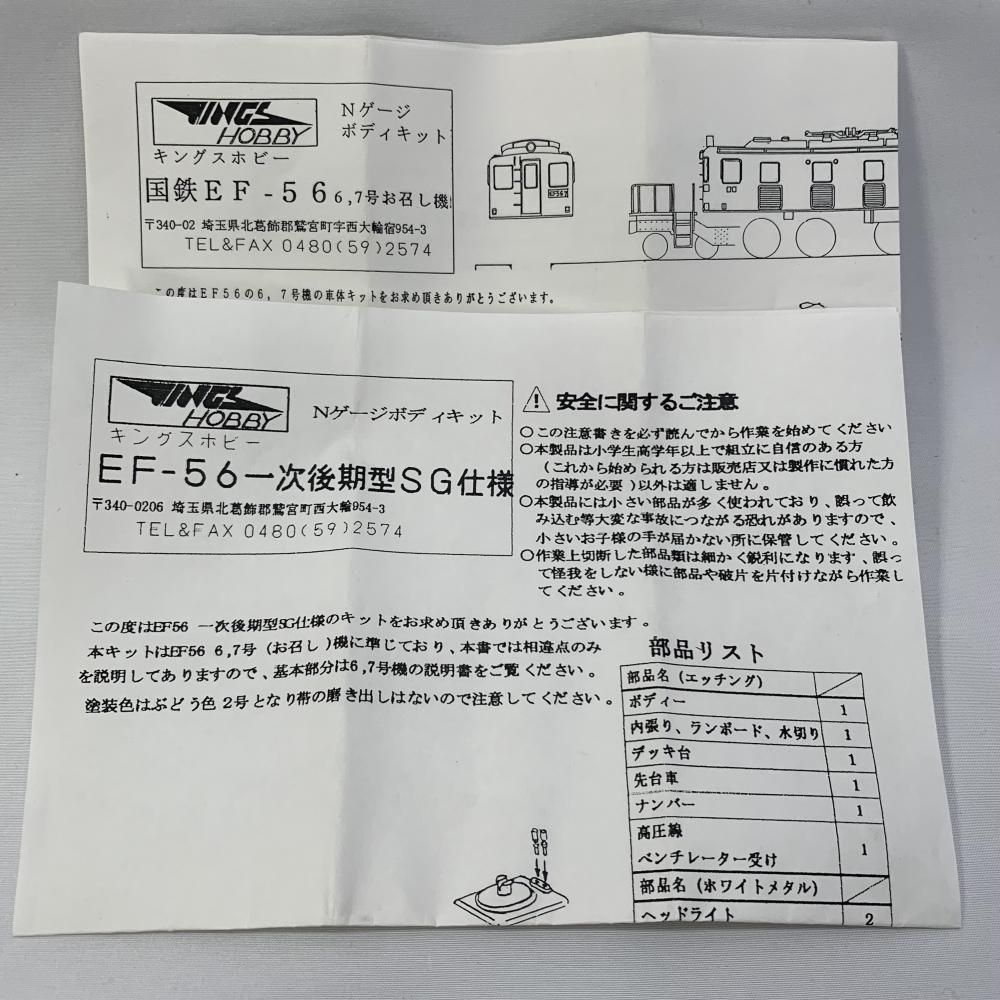 KINGS
HOBBY
キングスホビー
Nゲージ
ボディキット
国鉄EF-56 6,7号お召し機
〒340-02 埼玉県北葛飾郡鷲宮町字西大輪宿954-3
TEL&FAX 0480(59)2574
EF567
この度はEF56の6,7号機の車体キットをお求め頂きありがとうございます。
KINGS
HOBBY
キングスホビー
Nゲージボディキット
EF-56一次後期型SG仕様
〒340-0206 埼玉県北葛飾郡鷲宮町西大輪954-3
TEL&FAX 0480(59)2574
⚠ 安全に関するご注意
○この注意書きを必ず読んでから作業を始めてください
○本製品は小学生高学年以上で組立に自信のある方
(これから始められる方は販売店又は製作に慣れた方
の指導が必要)以外は適しません。
○本製品には小さい部品が多く使われており、誤って飲
み込む等大変な事故につながる恐れがありますので、
小さいお子様の手が届かない所に保管してください。
○作業上切断した部品類は細かく鋭利になります、誤っ
て怪我をしない様に部品や破片を片付けながら作業し
てください。
この度はEF56 一次後期型SG仕様のキットをお求め頂きありがとうございます。
本キットはEF56 6,7号(お召し)機に準じており、本書では相違点のみ
を説明してありますので、基本部分は6,7号機の説明書をご覧ください。
塗装色はぶどう色2号となり帯の磨き出しはないので注意してください。
部品リスト
部品名(エッチング)
ボディー 1
内張り、ランボード、水切り 1
デッキ台 1
先台車 1
ナンバー 1
高圧線
ベンチレーター受け 1
部品名(ホワイトメタル)
ヘッドライト 2